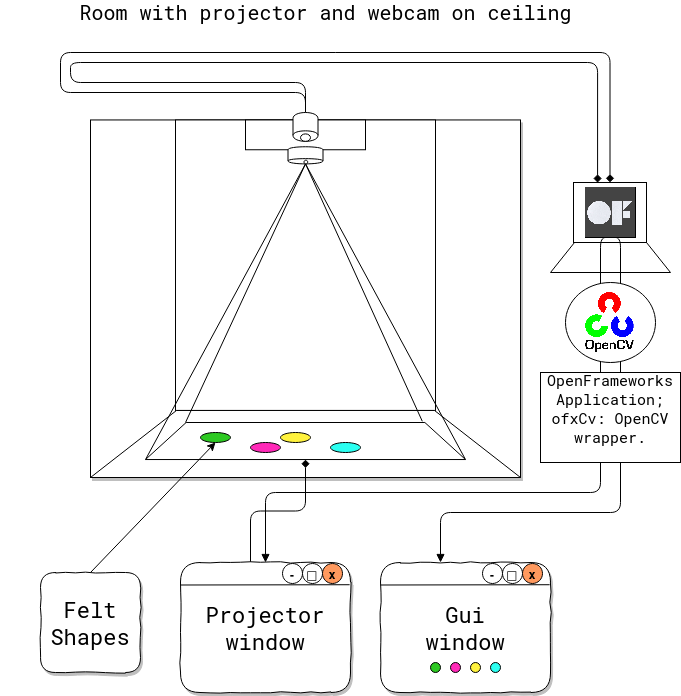 Room with projector and webcam on ceiling
OF
OpenCV
OpenFrameworks
Application;
ofxCv: OpenCV
wrapper.
- □ x
- □ x
Felt
Shapes
Projector
window
Gui
window